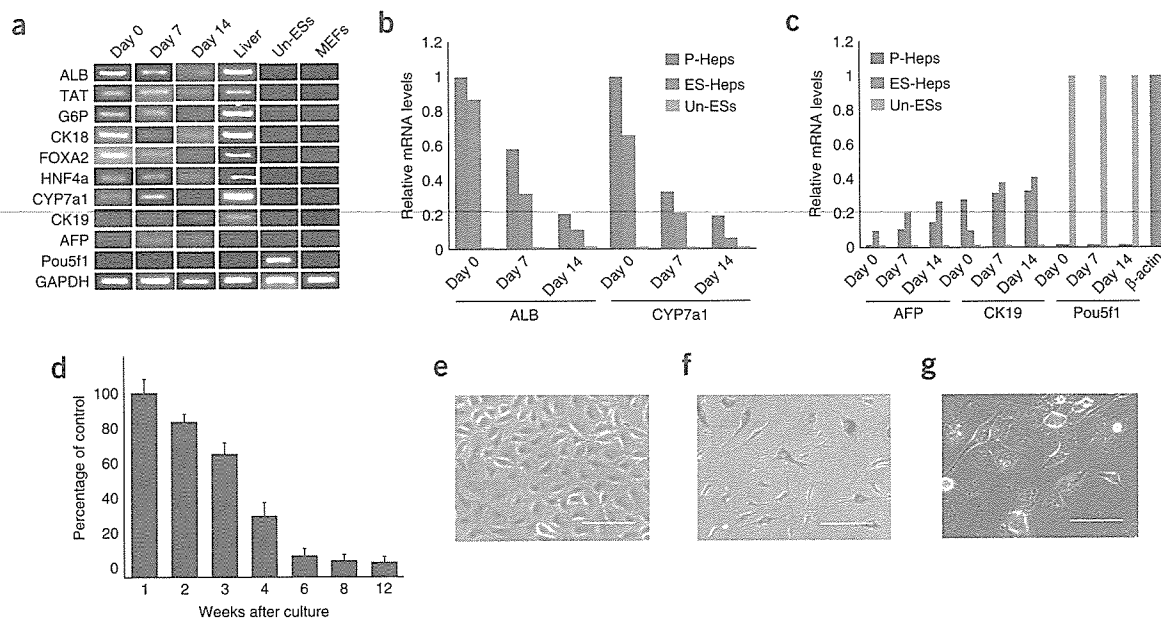 a
Day 0 Day 7 Day 14 Liver Un-ESs MEFs
ALB
TAT
G6P
CK18
FOXA2
HNF4a
CYP7a1
CK19
AFP
Pou5f1
GAPDH
b
Relative mRNA levels
1.2
1
0.8
0.6
0.4
0.2
0
P-Heps
ES-Heps
Un-ESs
Day 0 Day 7 Day 14 Day 0 Day 7 Day 14
ALB CYP7a1
c
Relative mRNA levels
1.2
1
0.8
0.6
0.4
0.2
0
P-Heps
ES-Heps
Un-ESs
Day 0 Day 7 Day 14 Day 0 Day 7 Day 14 Day 0 Day 7 Day 14 β-actin
AFP CK19 Pou5f1
d
Percentage of control
100
80
60
40
20
0
1 2 3 4 6 8 12
Weeks after culture
e
f
g